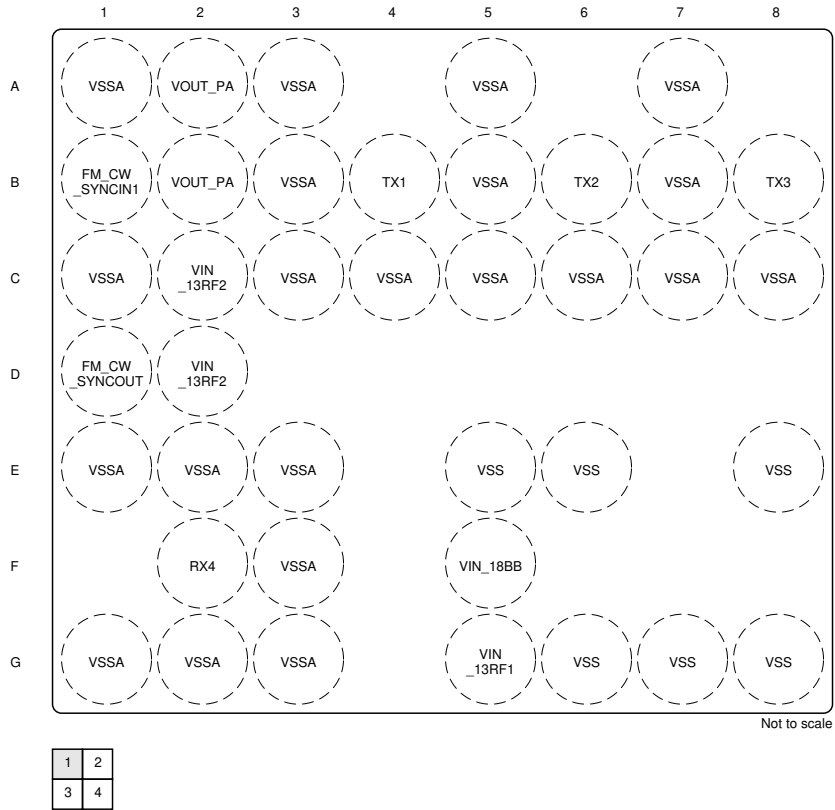 1 2 3 4 5 6 7 8
A VSSA VOUT_PA VSSA VSSA VSSA
B FM_CW
_SYNCIN1 VOUT_PA VSSA TX1 VSSA TX2 VSSA TX3
C VSSA VIN
_13RF2 VSSA VSSA VSSA VSSA VSSA VSSA
D FM_CW
_SYNCOUT VIN
_13RF2
E VSSA VSSA VSSA VSS VSS VSS
F RX4 VSSA VIN_18BB
G VSSA VSSA VSSA VIN
_13RF1 VSS VSS VSS
Not to scale
1 2
3 4